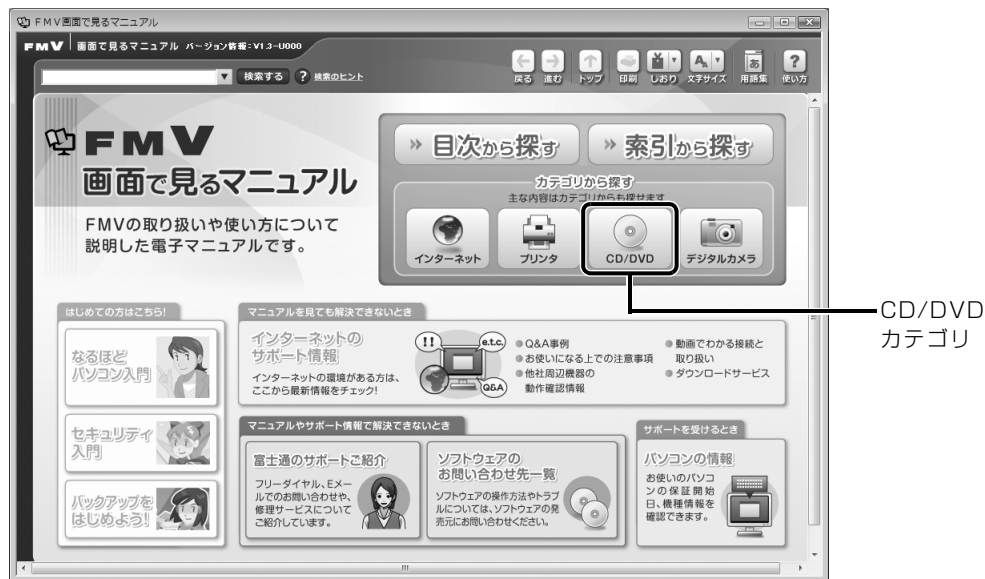 FMV画面で見るマニュアル
FMV 画面で見るマニュアル バージョン情報:V1.3-U000
検索する ? 検索のヒント
戻る 進む トップ 印刷 しおり 文字サイズ 用語集 使い方
FMV
画面で見るマニュアル
FMVの取り扱いや使い方について
説明した電子マニュアルです。
目次から探す
索引から探す
カテゴリから探す
主な内容はカテゴリからも探せます
インターネット
プリンタ
CD/DVD
デジタルカメラ
CD/DVD
カテゴリ
はじめての方はこちら!
なるほど
パソコン入門
セキュリティ
入門
バックアップを
はじめよう!
マニュアルを見ても解決できないとき
インターネットの
サポート情報
インターネットの環境がある方は、
ここから最新情報をチェック!
!! e.t.c. Q&A
Q&A事例
お使いになる上での注意事項
他社周辺機器の
動作確認情報
動画でわかる接続と
取り扱い
ダウンロードサービス
マニュアルやサポート情報で解決できないとき
富士通のサポートご紹介
フリーダイヤル、Eメー
ルでのお問い合わせや、
修理サービスについて
ご紹介しています。
ソフトウェアの
お問い合わせ先一覧
ソフトウェアの操作方法やトラブ
ルについては、ソフトウェアの発
売元にお問い合わせください。
サポートを受けるとき
パソコンの情報
お使いのパソコ
ンの保証開始
日、機種情報を
確認できます。